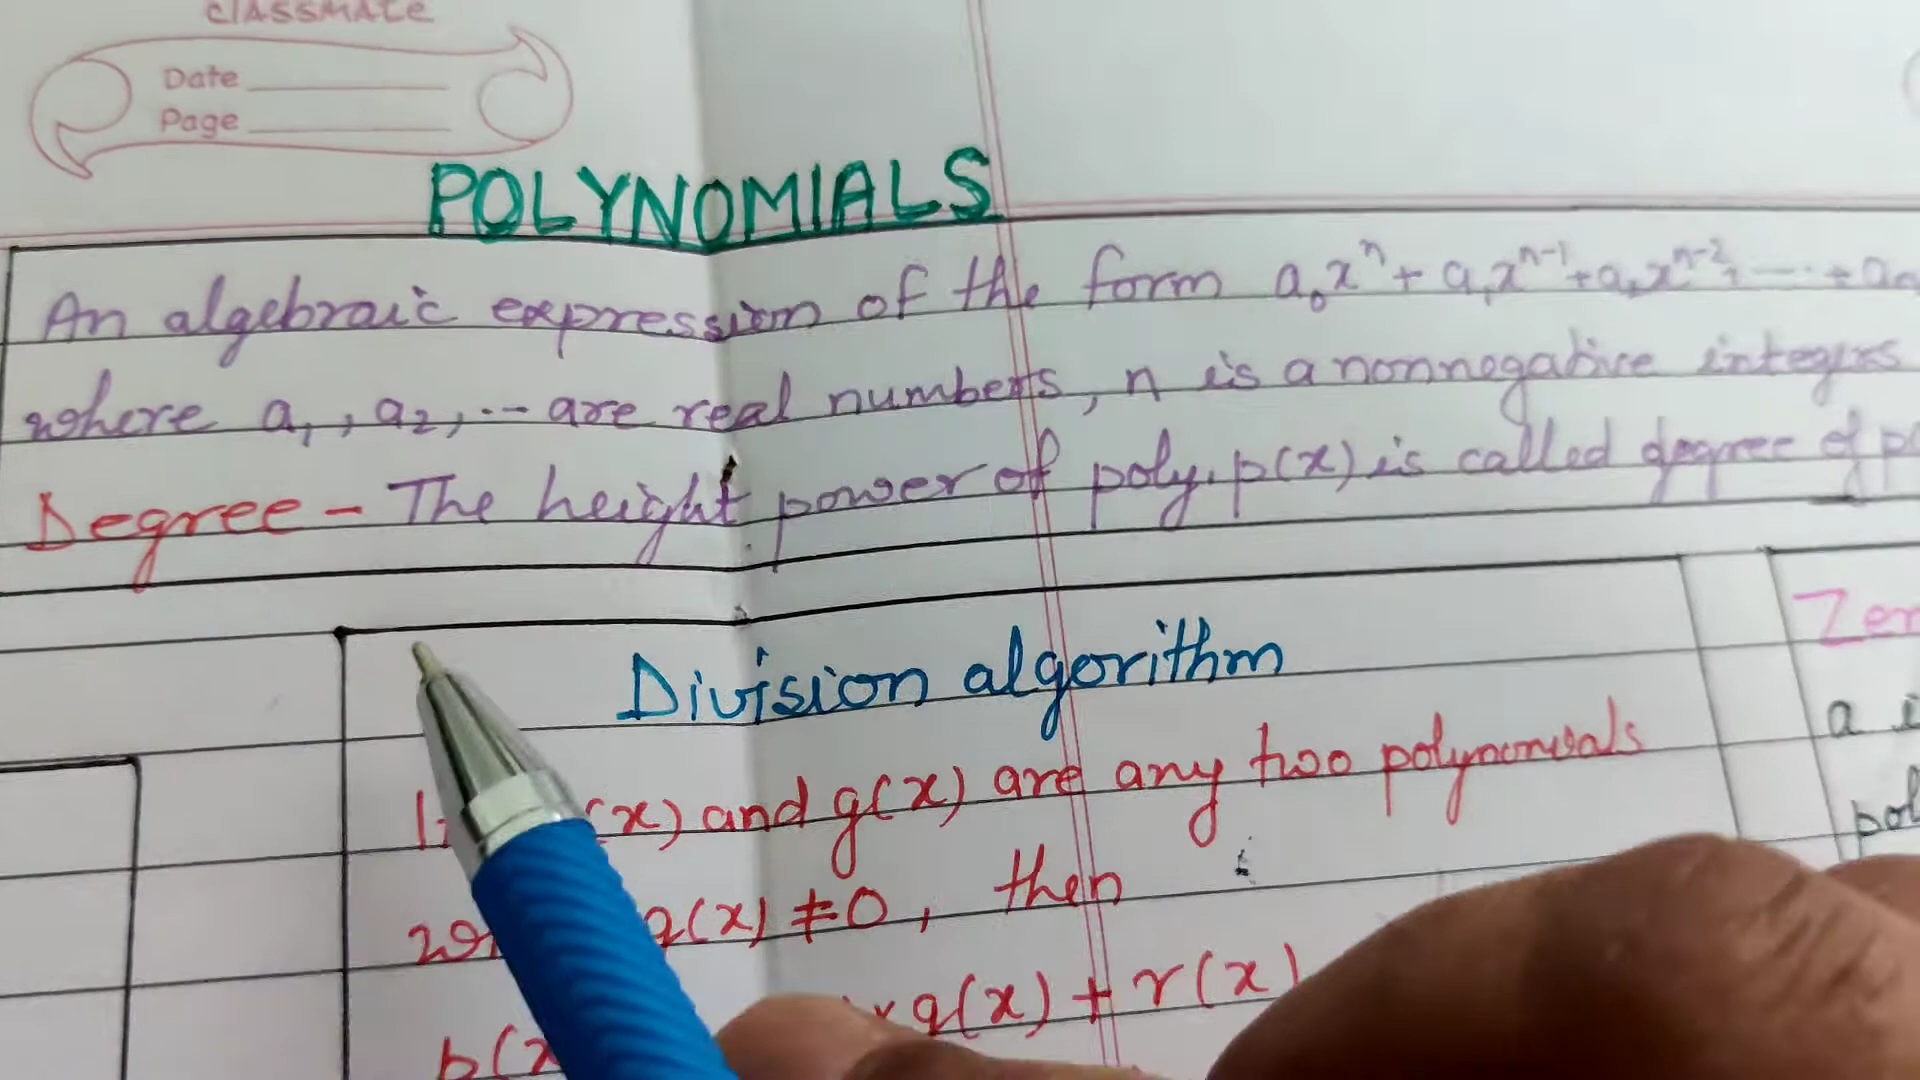 classmate
Date
Page
POLYNOMIALS
An algebraic expression of the form a₀xⁿ + a₁xⁿ⁻¹ + a₂xⁿ⁻² + --- +
where a₁, a₂, -- are real numbers, n is a nonnegative integers
Degree - The height power of poly. p(x) is called degree of
Division algorithm
(x) and g(x) are any two polynomials
g(x) ≠ 0, then
q(x) + r(x)
a